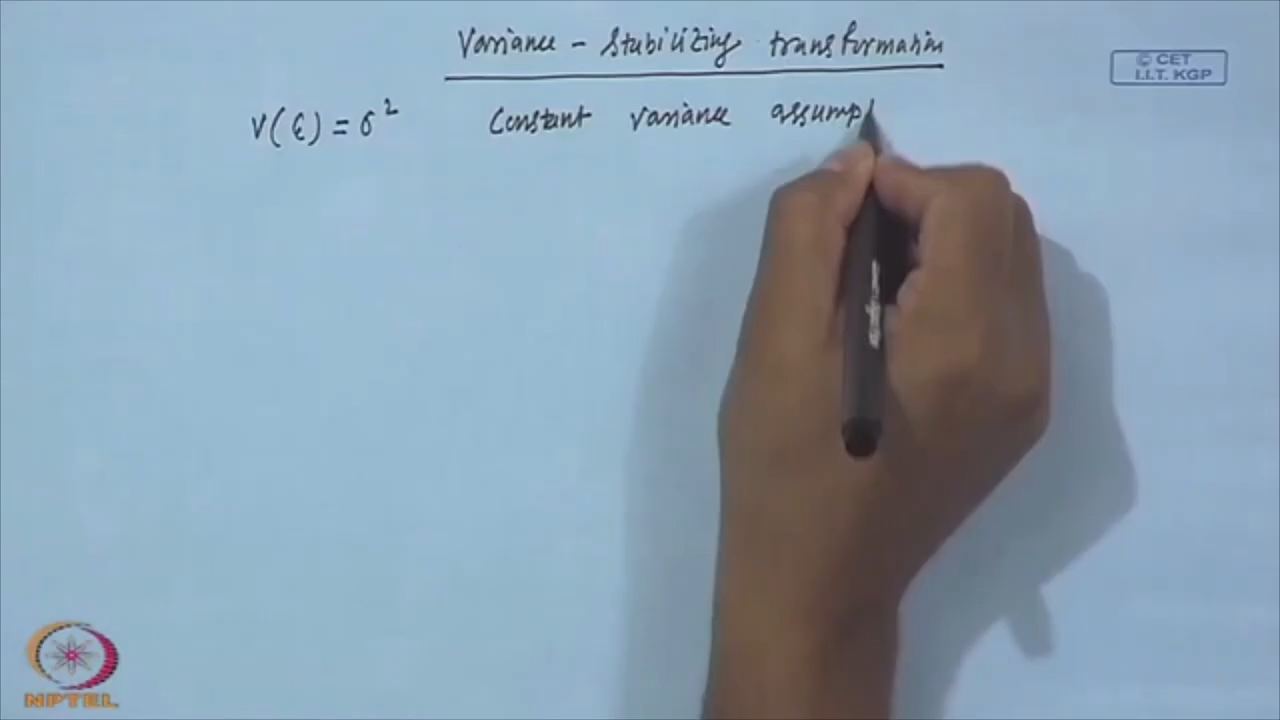 Variance - Stabilizing transformation
© CET
I.I.T. KGP
V(ε) = σ² Constant variance assump
NPTEL